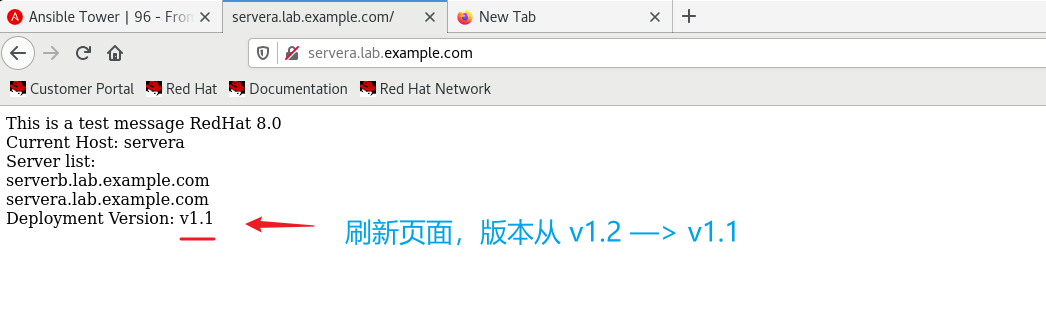 Ansible Tower | 96 - Fron
servera.lab.example.com/
New Tab
servera.lab.example.com
Customer Portal
Red Hat
Documentation
Red Hat Network
This is a test message RedHat 8.0
Current Host: servera
Server list:
serverb.lab.example.com
servera.lab.example.com
Deployment Version: v1.1
刷新页面，版本从 v1.2 —> v1.1